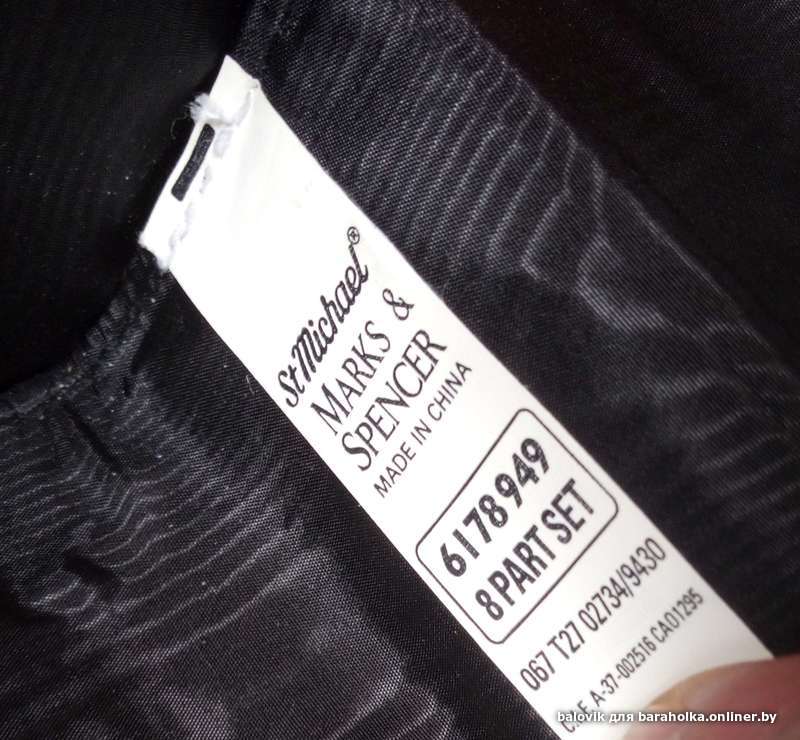 St Michael®
MARKS &
SPENCER
MADE IN CHINA
6178949
8 PART SET
067 T27 02734/9430
A-37-002516 CA01295
balovik для baraholka.onliner.by